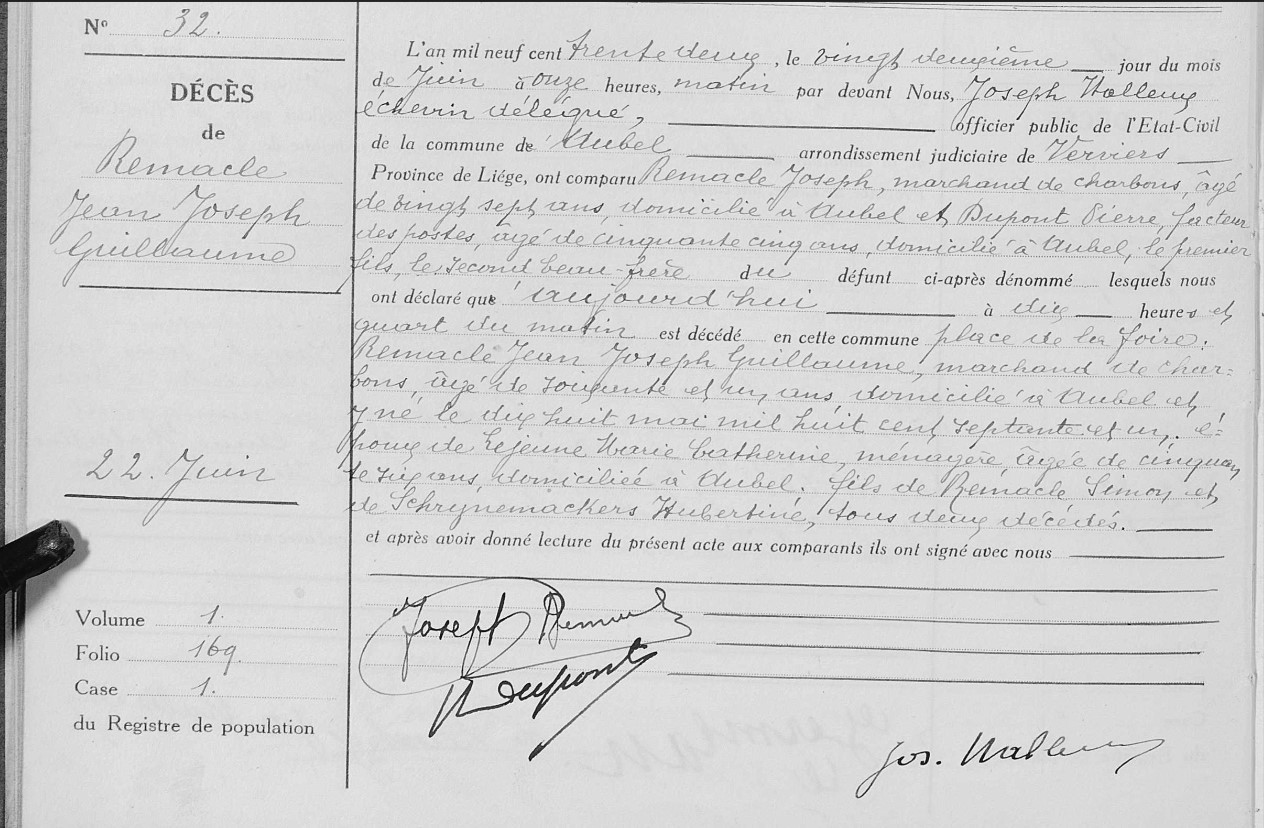 N° 32.
DÉCÈS
de
Remacle
Jean Joseph
Guillaume
22. Juin
Volume 1.
Folio 169.
Case 1.
du Registre de population
L'an mil neuf cent trente deux, le vingt deuxième jour du mois
de Juin à onze heures, matin par devant Nous, Joseph
échevin délégué, officier public de l'Etat-Civil
de la commune de Aubel arrondissement judiciaire de Verviers
Province de Liége, ont comparu Remacle Joseph, marchand de charbons, âgé
de vingt sept ans, domicilié à Aubel et Dupont Pierre, facteur
des postes, âgé de cinquante cinq ans, domicilié à Aubel, le premier
fils, le second beau-frère du défunt ci-après dénommé lesquels nous
ont déclaré que aujourd'hui à dix heures et
quart du matin est décédé en cette commune place de la foire.
Remacle Jean Joseph Guillaume, marchand de char=
bons, âgé de soixante et un ans domicilié à Aubel et
y né le dix huit mai mil huit cent septante et un, é=
poux de Lejeune Marie Catherine, ménagère, âgée de cinquan
te six ans, domiciliée à Aubel. fils de Remacle Simon et
de Schrynemackers Hubertine, tous deux décédés.
et après avoir donné lecture du présent acte aux comparants ils ont signé avec nous
Joseph Remacle
Dupont
Jos.